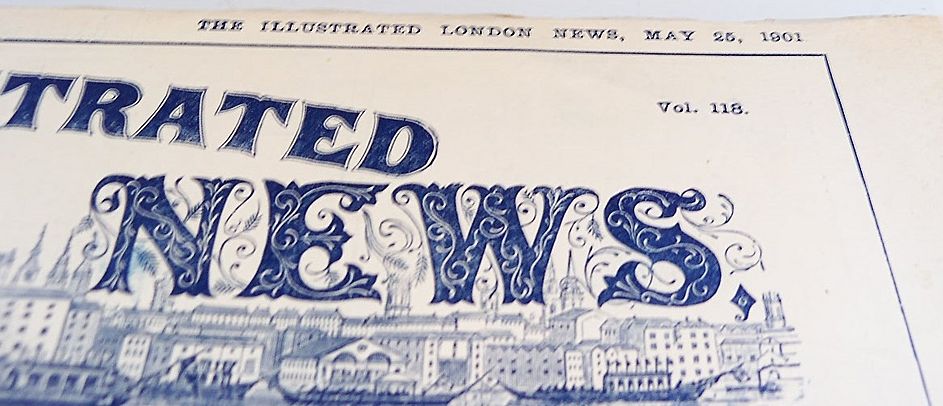 THE ILLUSTRATED LONDON NEWS, MAY 25, 1901
Vol. 118.
TRATED
NEWS.